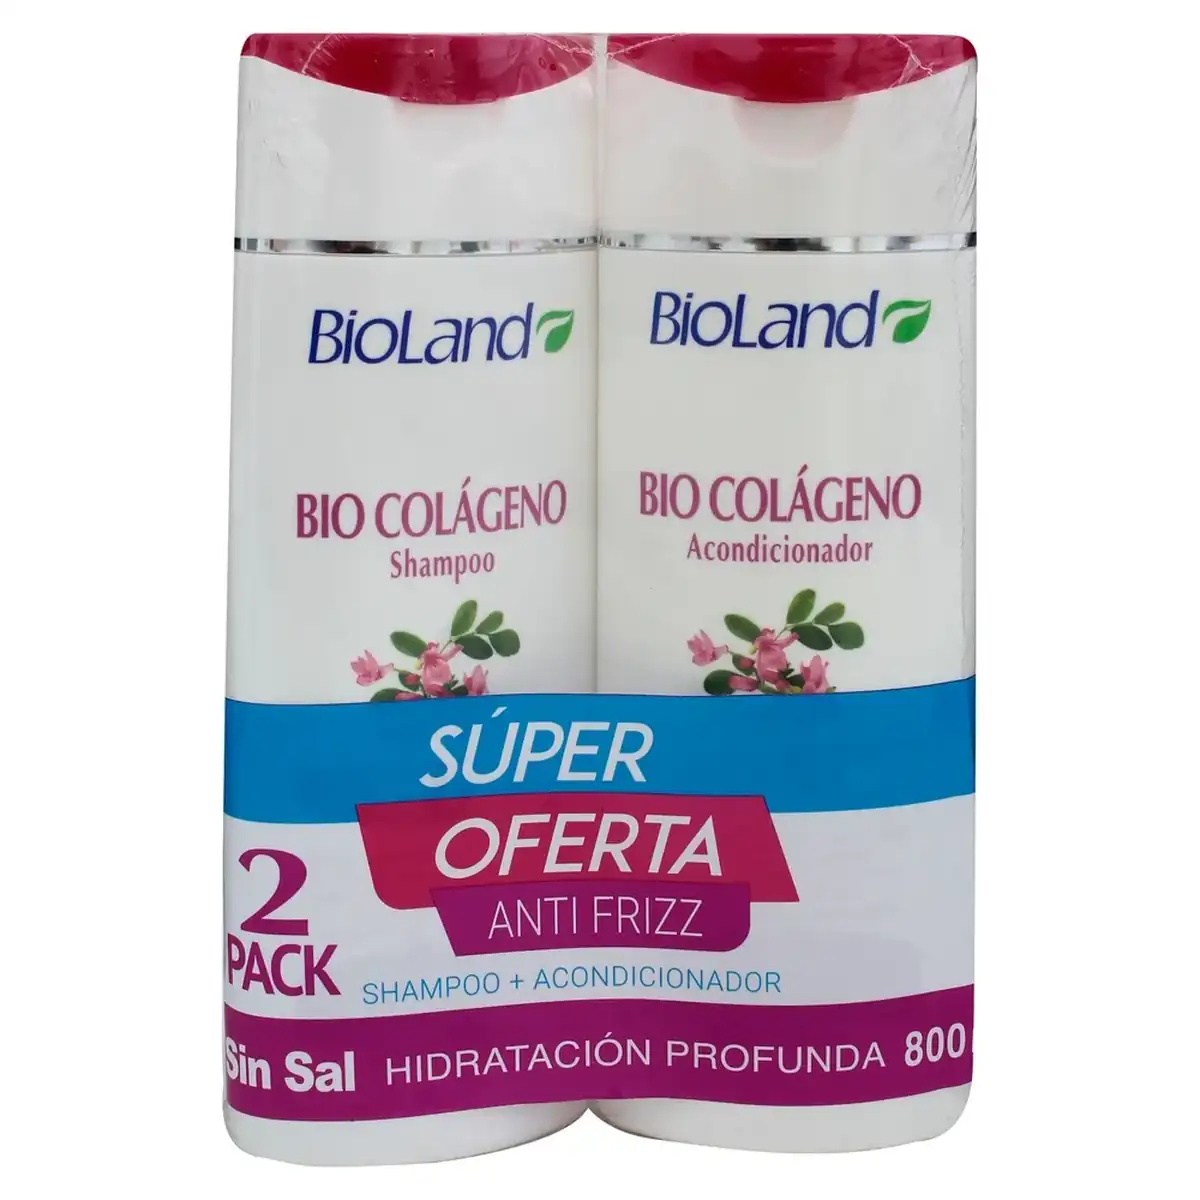 BioLand
BIO COLÁGENO
Shampoo
BioLand
BIO COLÁGENO
Acondicionador
SÚPER
OFERTA
ANTI FRIZZ
2
PACK
SHAMPOO + ACONDICIONADOR
Sin Sal HIDRATACIÓN PROFUNDA 800